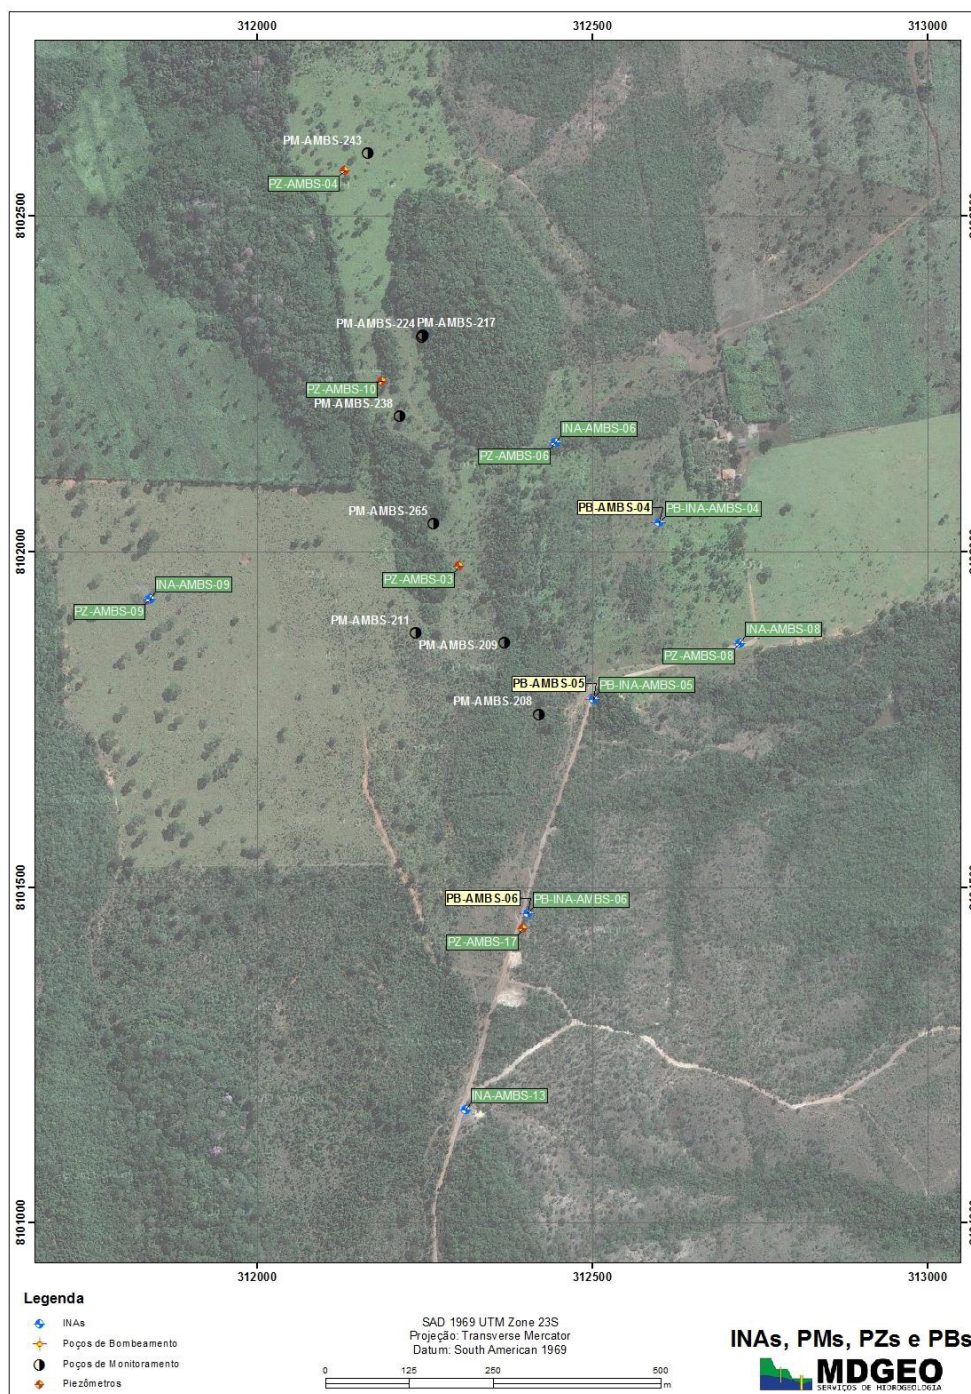 312000 312500 313000
PM-AMBS-243
PZ-AMBS-04
8102500
PM-AMBS-224 PM-AMBS-217
PZ-AMBS-10
PM-AMBS-238
INA-AMBS-06
PZ-AMBS-06
PB-AMBS-04 PB-INA-AMBS-04
PM-AMBS-265
8102000
PZ-AMBS-03
INA-AMBS-09
PZ-AMBS-09
PM-AMBS-211
INA-AMBS-08
PM-AMBS-209
PZ-AMBS-08
PB-AMBS-05 PB-INA-AMBS-05
PM-AMBS-208
8101500
PB-AMBS-06 PB-INA-AMBS-06
PZ-AMBS-17
INA-AMBS-13
8101000
312000 312500 313000
Legenda
INAs
Poços de Bombeamento
Poços de Monitoramento
Piezômetros
SAD 1969 UTM Zone 23S
Projeção: Transverse Mercator
Datum: South American 1969
0 125 250 500
m
INAs, PMs, PZs e PBs
MDGEO
SERVIÇOS DE HIDROGEOLOGIA